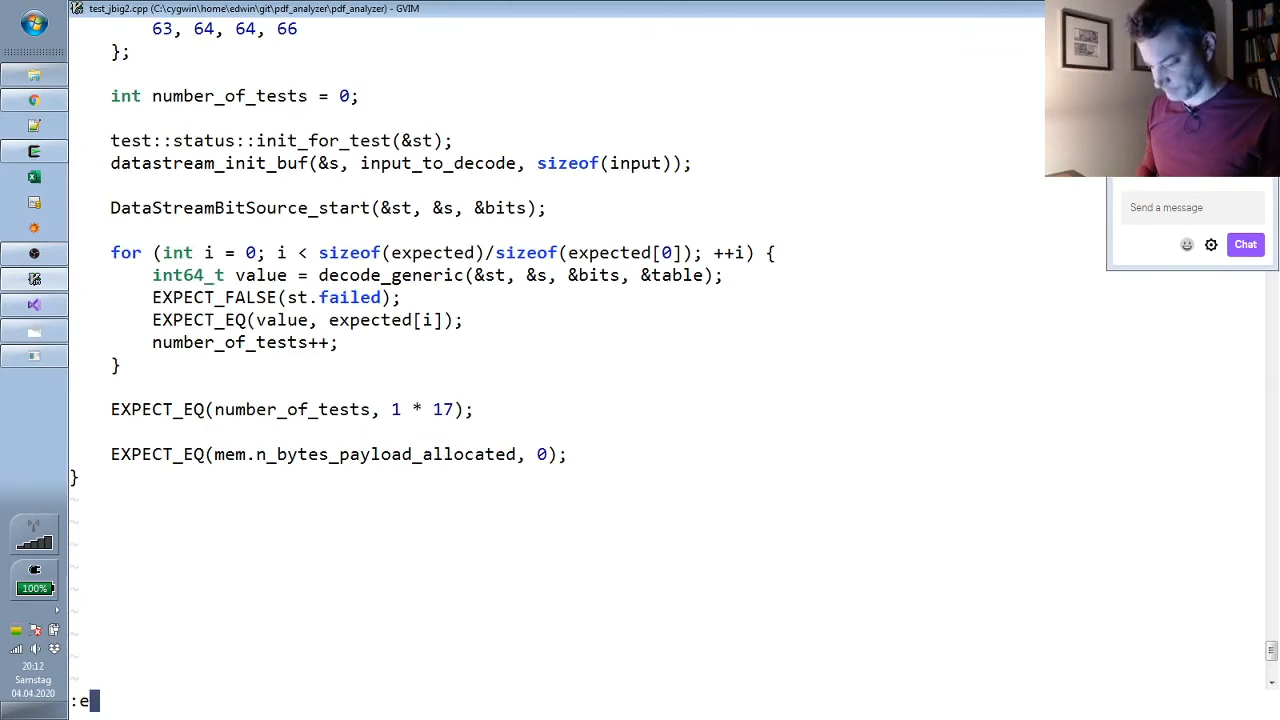 test_jbig2.cpp (C:\cygwin\home\edwin\git\pdf_analyzer\pdf_analyzer) - GVIM
63, 64, 64, 66
};
int number_of_tests = 0;
test::status::init_for_test(&st);
datastream_init_buf(&s, input_to_decode, sizeof(input));
DataStreamBitSource_start(&st, &s, &bits);
for (int i = 0; i < sizeof(expected)/sizeof(expected[0]); ++i) {
int64_t value = decode_generic(&st, &s, &bits, &table);
EXPECT_FALSE(st.failed);
EXPECT_EQ(value, expected[i]);
number_of_tests++;
}
EXPECT_EQ(number_of_tests, 1 * 17);
EXPECT_EQ(mem.n_bytes_payload_allocated, 0);
}
~
~
~
~
~
~
~
~
~
:e
Send a message
Chat
100%
20:12
Samstag
04.04.2020